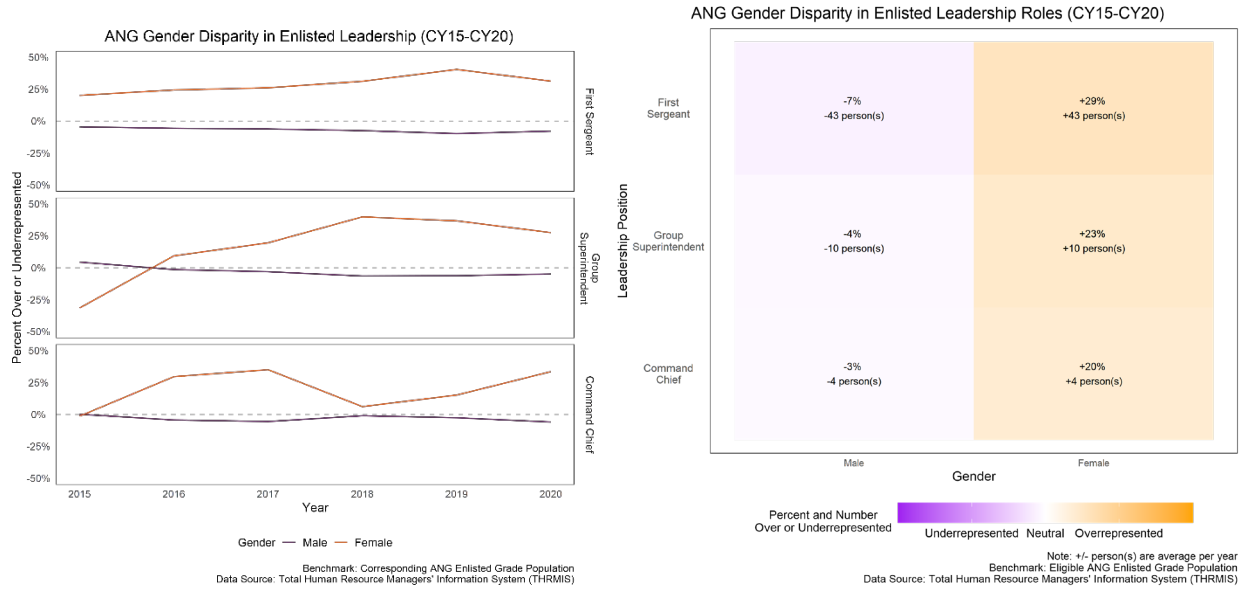 ANG Gender Disparity in Enlisted Leadership (CY15-CY20)
Percent Over or Underrepresented
50%
25%
0%
-25%
-50%
First Sergeant
50%
25%
0%
-25%
-50%
Group
Superintendent
50%
25%
0%
-25%
-50%
Command Chief
2015 2016 2017 2018 2019 2020
Year
Gender Male Female
Benchmark: Corresponding ANG Enlisted Grade Population
Data Source: Total Human Resource Managers' Information System (THRMIS)
ANG Gender Disparity in Enlisted Leadership Roles (CY15-CY20)
Leadership Position
First
Sergeant
-7%
-43 person(s)
+29%
+43 person(s)
Group
Superintendent
-4%
-10 person(s)
+23%
+10 person(s)
Command
Chief
-3%
-4 person(s)
+20%
+4 person(s)
Male Female
Gender
Percent and Number
Over or Underrepresented
Underrepresented Neutral Overrepresented
Note: +/- person(s) are average per year
Benchmark: Eligible ANG Enlisted Grade Population
Data Source: Total Human Resource Managers' Information System (THRMIS)